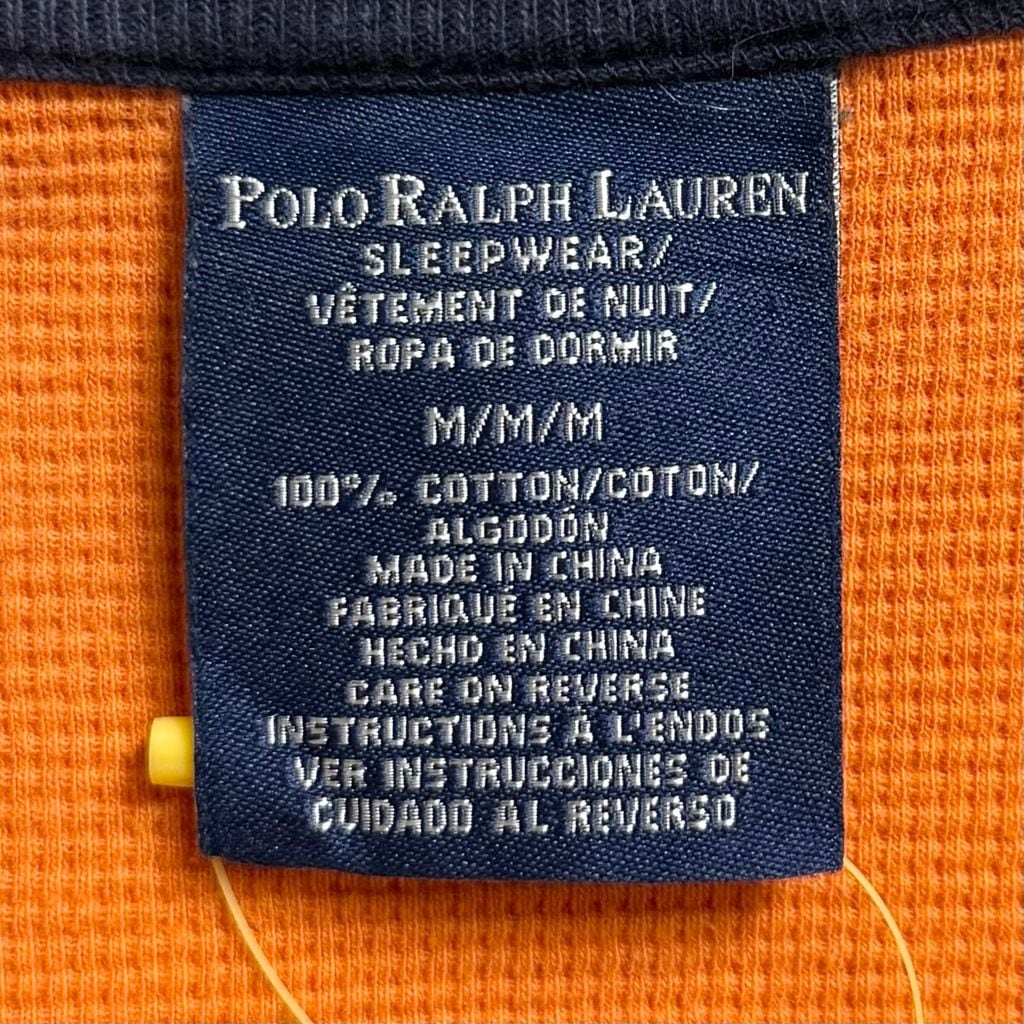 POLO RALPH LAUREN
SLEEPWEAR/
VÊTEMENT DE NUIT/
ROPA DE DORMIR
M/M/M
100% COTTON/COTON/
ALGODÓN
MADE IN CHINA
FABRIQUÉ EN CHINE
HECHO EN CHINA
CARE ON REVERSE
INSTRUCTIONS À L'ENDOS
VER INSTRUCCIONES DE
CUIDADO AL REVERSO